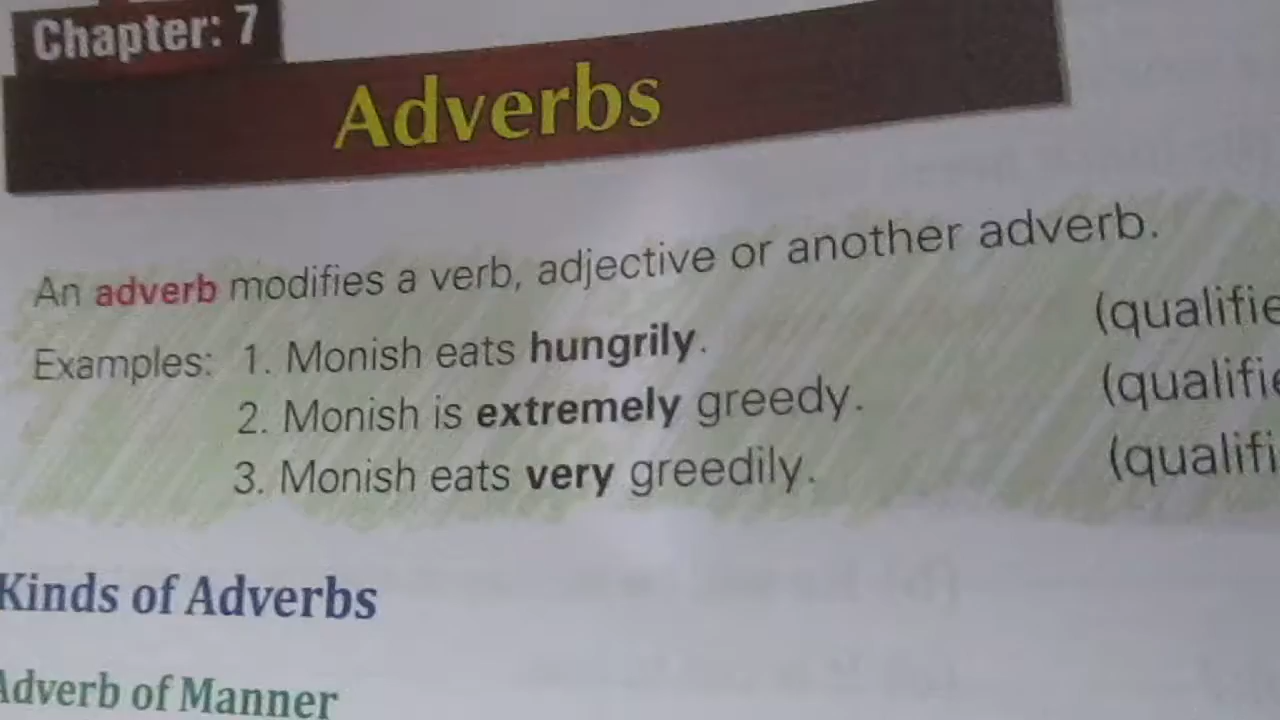 Chapter: 7
Adverbs
An adverb modifies a verb, adjective or another adverb.
Examples: 1. Monish eats hungrily.
2. Monish is extremely greedy.
3. Monish eats very greedily.
Kinds of Adverbs
Adverb of Manner